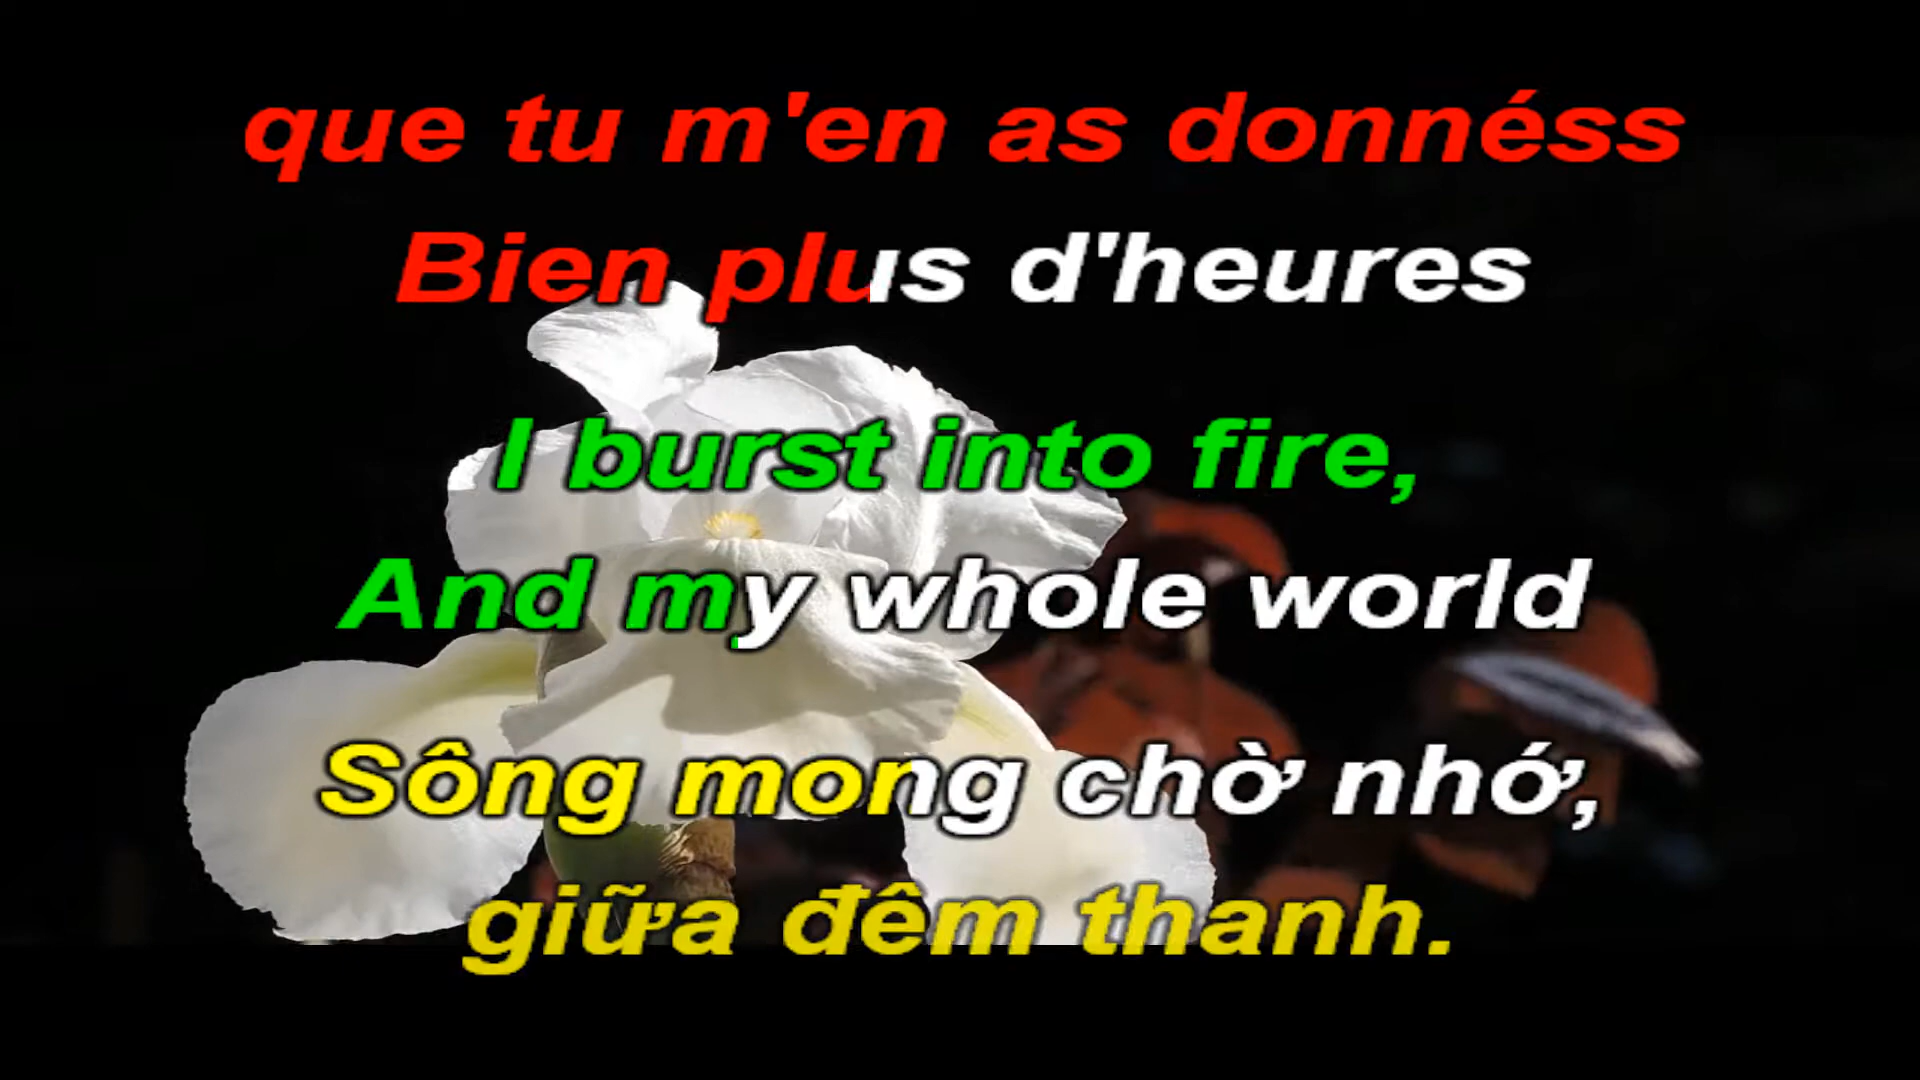 que tu m'en as donnéss
Bien plus d'heures
I burst into fire,
And my whole world
Sông mong chờ nhớ,
giữa đêm thanh.